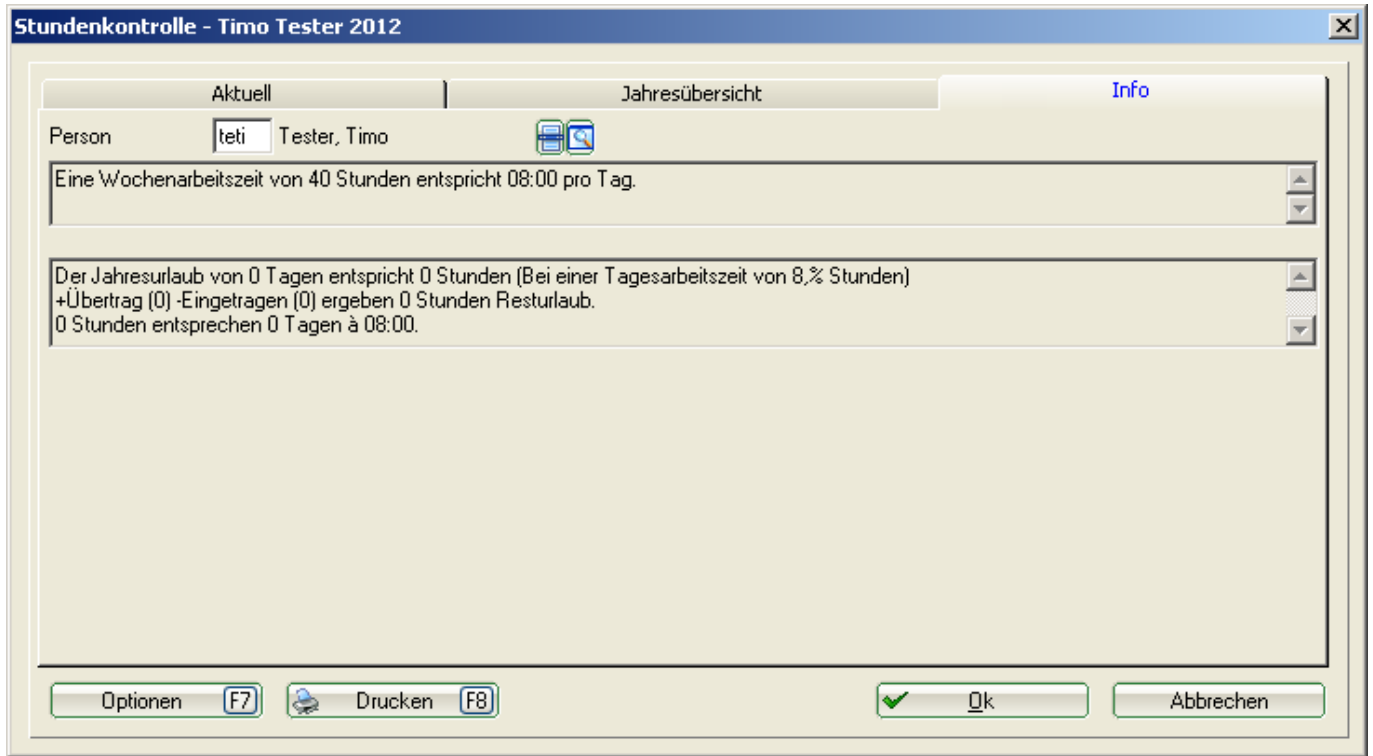 Stundenkontrolle - Timo Tester 2012
Aktuell Jahresübersicht Info
Person teti Tester, Timo
Eine Wochenarbeitszeit von 40 Stunden entspricht 08:00 pro Tag.
Der Jahresurlaub von 0 Tagen entspricht 0 Stunden (Bei einer Tagesarbeitszeit von 8,% Stunden)
+Übertrag (0) -Eingetragen (0) ergeben 0 Stunden Resturlaub.
0 Stunden entsprechen 0 Tagen à 08:00.
Optionen F7 Drucken F8 Ok Abbrechen